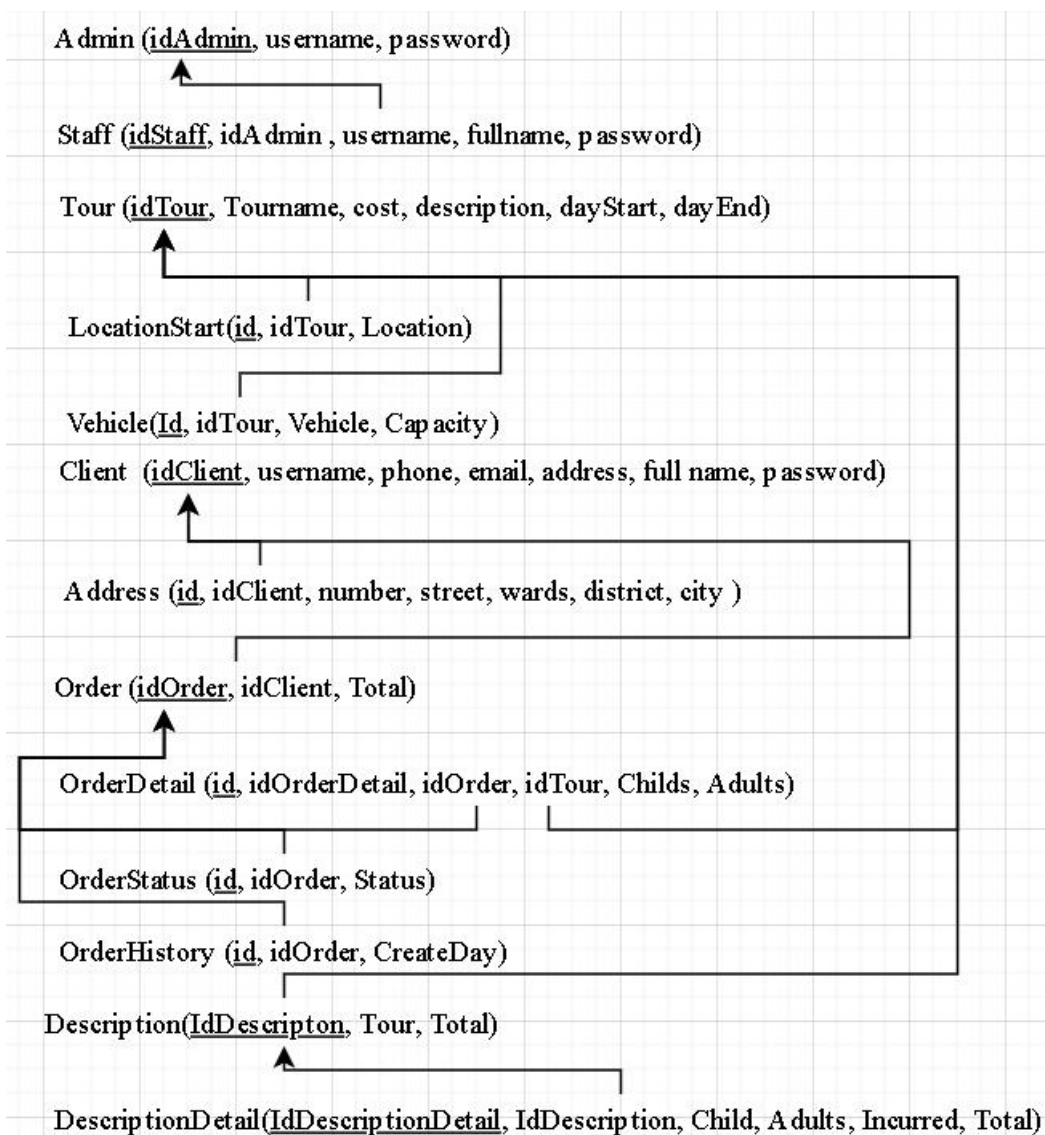 Admin (idAdmin, username, password)
Staff (idStaff, idAdmin , username, fullname, password)
Tour (idTour, Tourname, cost, description, dayStart, dayEnd)
LocationStart(id, idTour, Location)
Vehicle(Id, idTour, Vehicle, Capacity)
Client (idClient, username, phone, email, address, full name, password)
Address (id, idClient, number, street, wards, district, city )
Order (idOrder, idClient, Total)
OrderDetail (id, idOrderDetail, idOrder, idTour, Childs, Adults)
OrderStatus (id, idOrder, Status)
OrderHistory (id, idOrder, CreateDay)
Description(IdDescripton, Tour, Total)
DescriptionDetail(IdDescriptionDetail, IdDescription, Child, Adults, Incurred, Total)